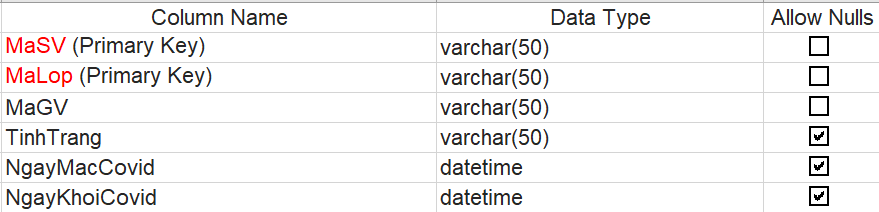 Column Name Data Type Allow Nulls
MaSV (Primary Key) varchar(50)
MaLop (Primary Key) varchar(50)
MaGV varchar(50)
TinhTrang varchar(50)
NgayMacCovid datetime
NgayKhoiCovid datetime